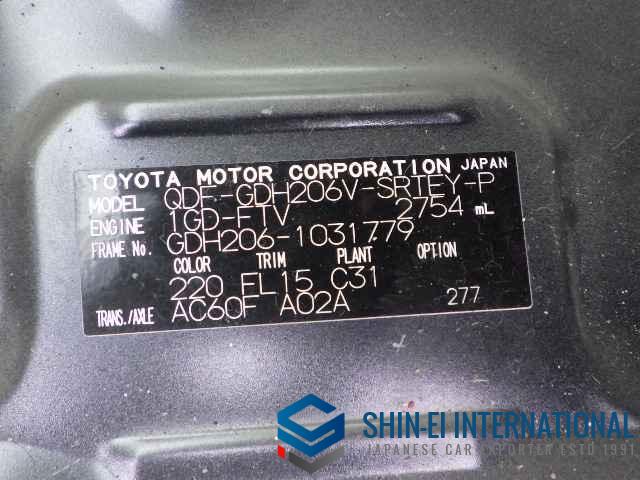 TOYOTA MOTOR CORPORATION JAPAN
MODEL QDF-GDH206V-SRTEY-P
ENGINE 1GD-FTV 2754 mL
FRAME No. GDH206-1031779
COLOR TRIM PLANT OPTION
220 FL15 C31
TRANS./AXLE AC60F A02A 277
SHIN-EI INTERNATIONAL
JAPANESE CAR EXPORTER ESTD 1991